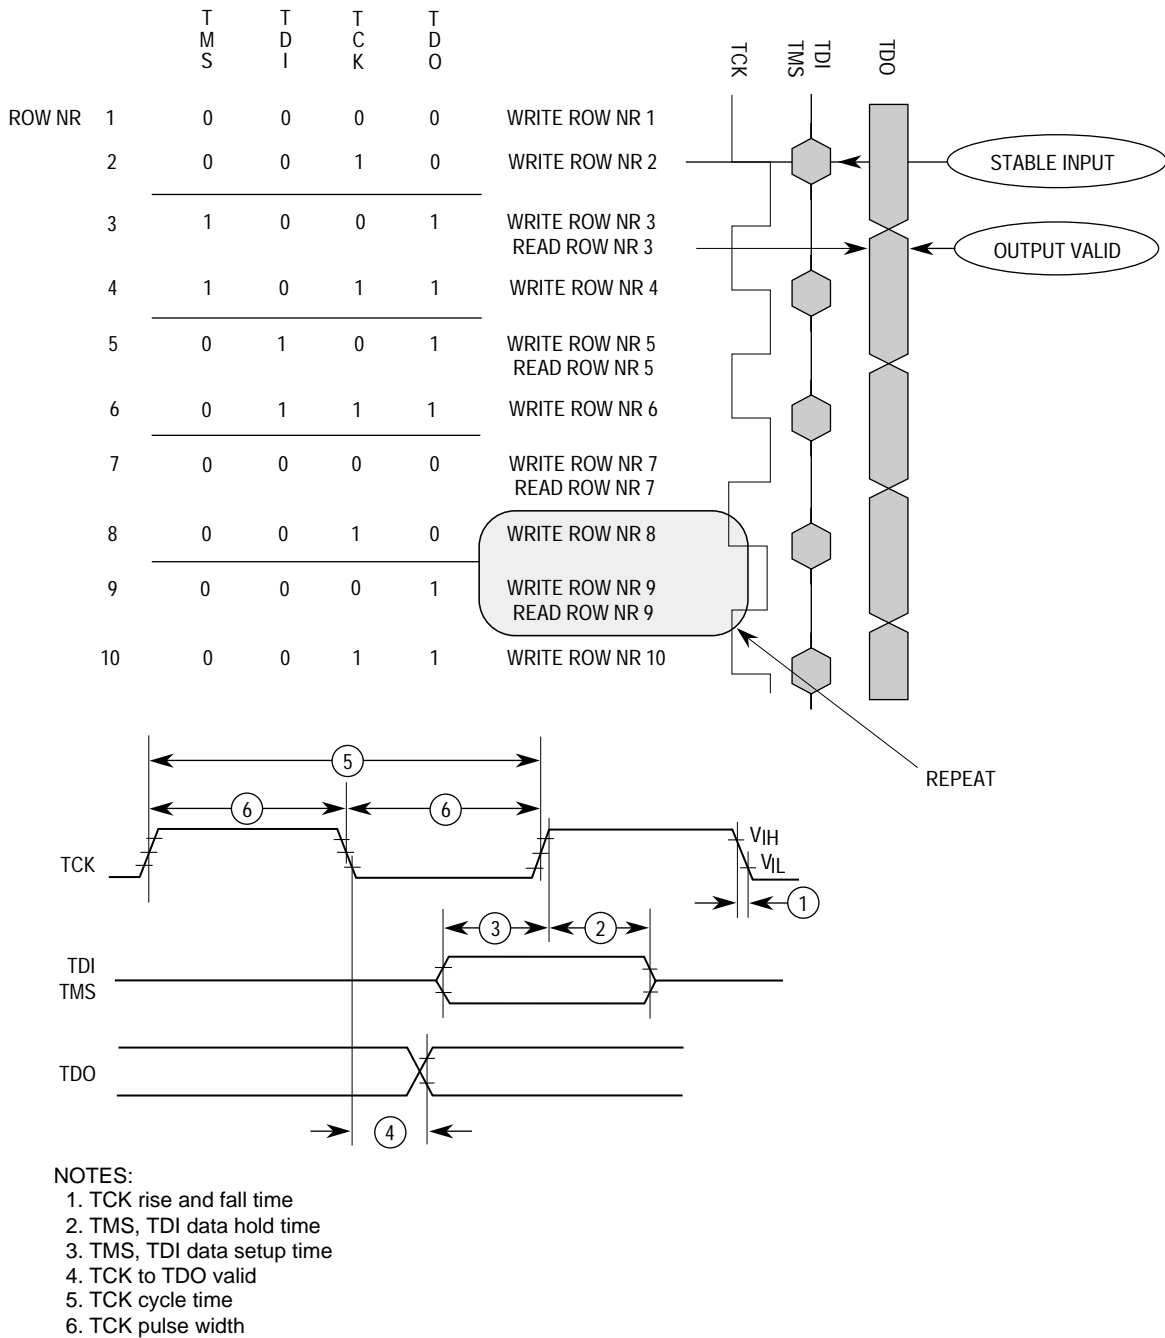 TMS TDI TCK TDO
TCK TMS TDI TDO
ROW NR 1 0 0 0 0 WRITE ROW NR 1
2 0 0 1 0 WRITE ROW NR 2 STABLE INPUT
3 1 0 0 1 WRITE ROW NR 3
READ ROW NR 3 OUTPUT VALID
4 1 0 1 1 WRITE ROW NR 4
5 0 1 0 1 WRITE ROW NR 5
READ ROW NR 5
6 0 1 1 1 WRITE ROW NR 6
7 0 0 0 0 WRITE ROW NR 7
READ ROW NR 7
8 0 0 1 0 WRITE ROW NR 8
9 0 0 0 1 WRITE ROW NR 9
READ ROW NR 9
10 0 0 1 1 WRITE ROW NR 10
REPEAT
5
6 6
VIH
TCK VIL
1
3 2
TDI
TMS
TDO
4
NOTES:
1. TCK rise and fall time
2. TMS, TDI data hold time
3. TMS, TDI data setup time
4. TCK to TDO valid
5. TCK cycle time
6. TCK pulse width